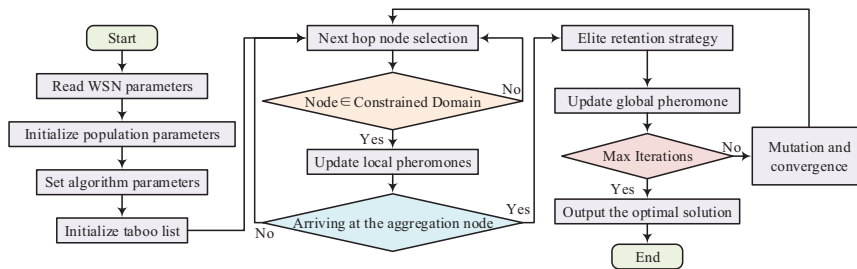 Start
Read WSN parameters
Initialize population parameters
Set algorithm parameters
Initialize taboo list
Next hop node selection
Node∈Constrained Domain
No
Yes
Update local pheromones
Arriving at the aggregation node
No
Yes
Elite retention strategy
Update global pheromone
Max Iterations
No
Mutation and
convergence
Yes
Output the optimal solution
End